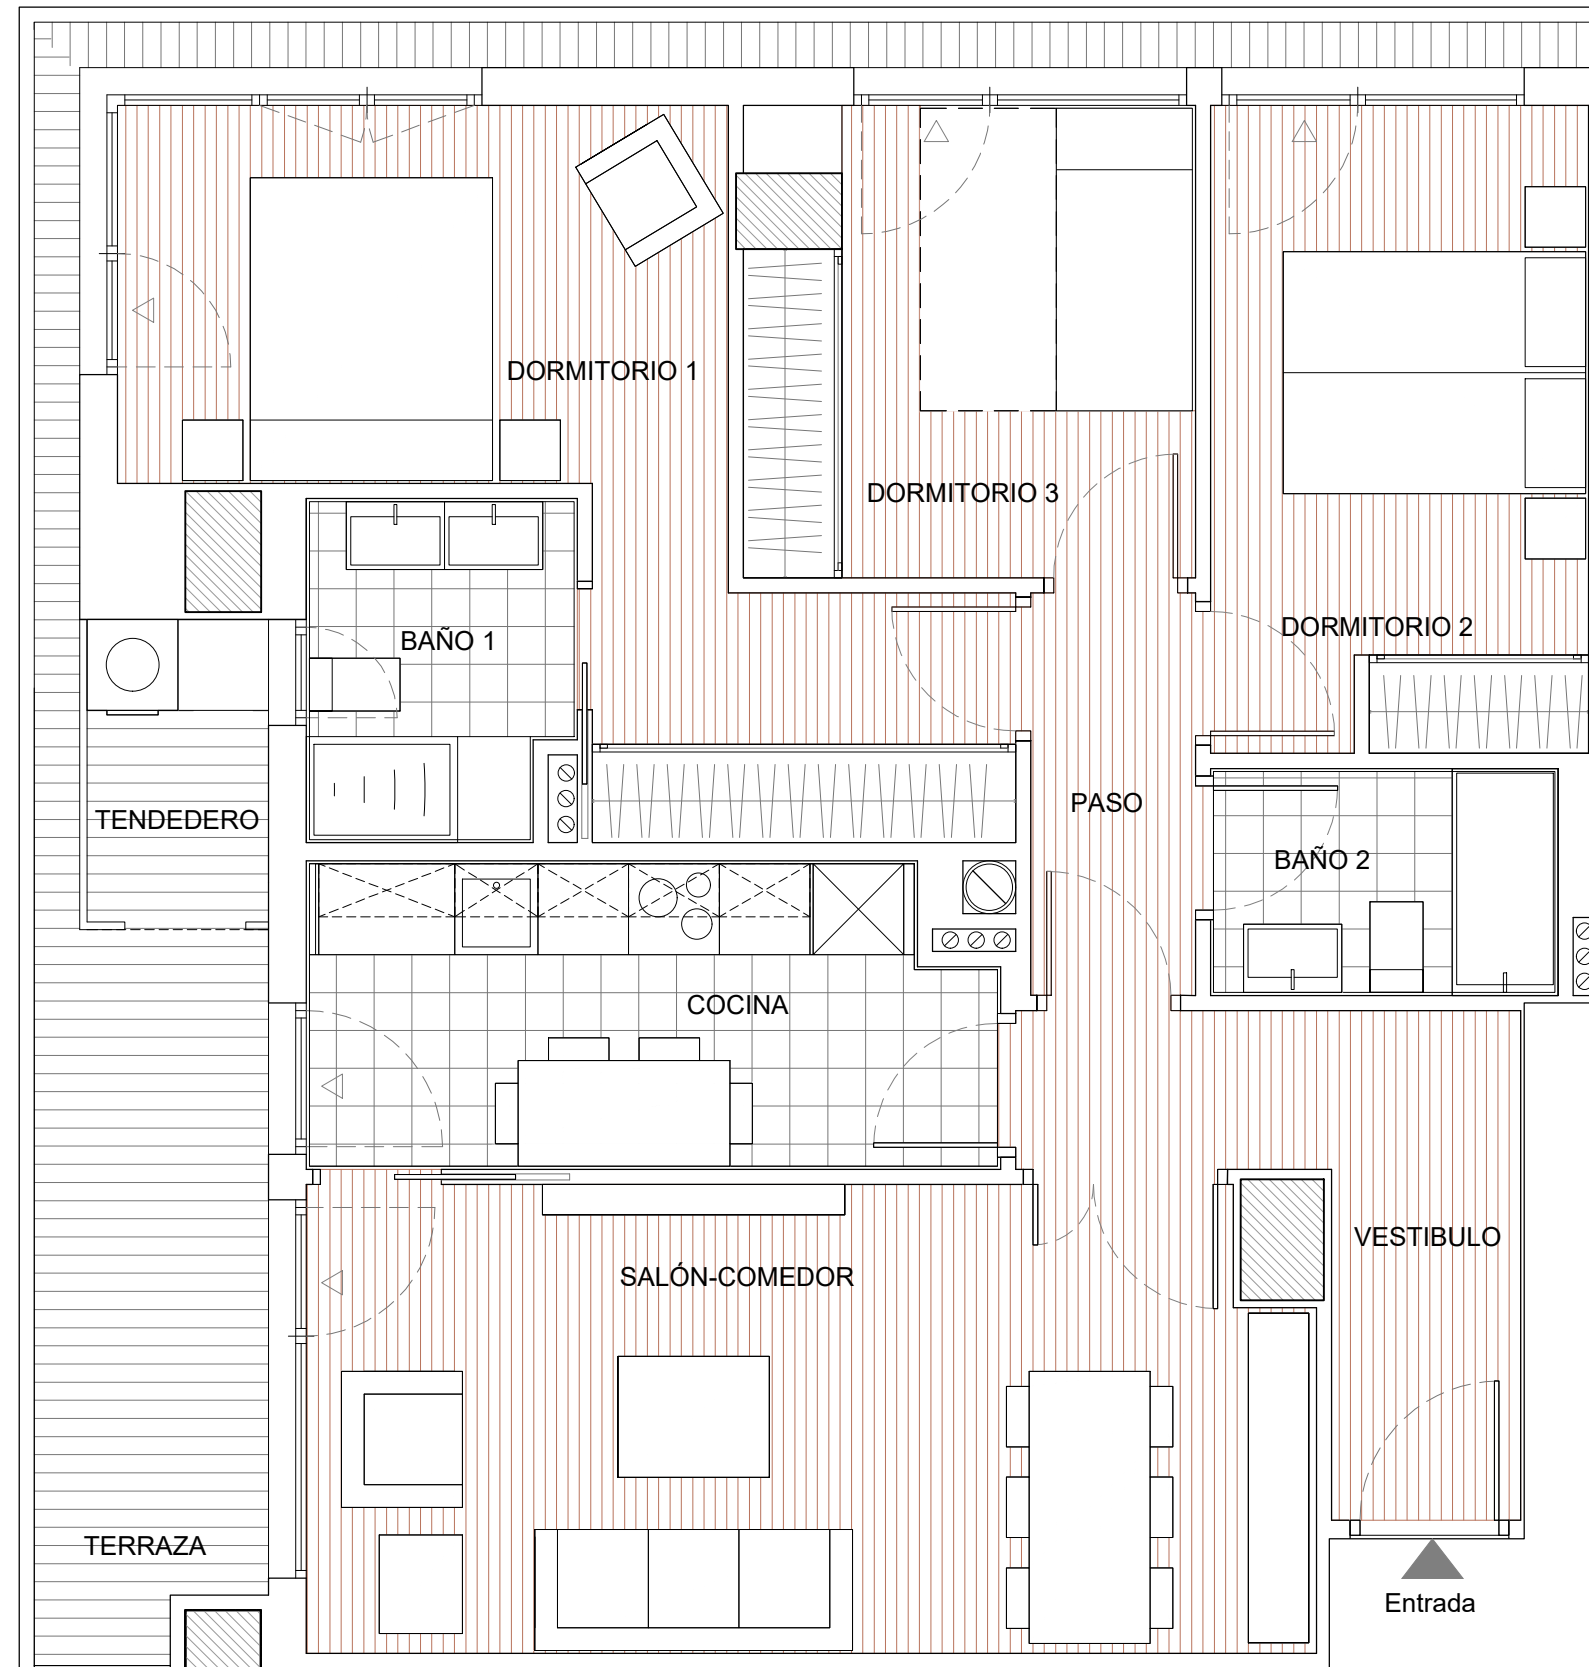 DORMITORIO 1
DORMITORIO 3
DORMITORIO 2
BAÑO 1
TENDEDERO
PASO
BAÑO 2
COCINA
VESTIBULO
SALÓN-COMEDOR
TERRAZA
Entrada